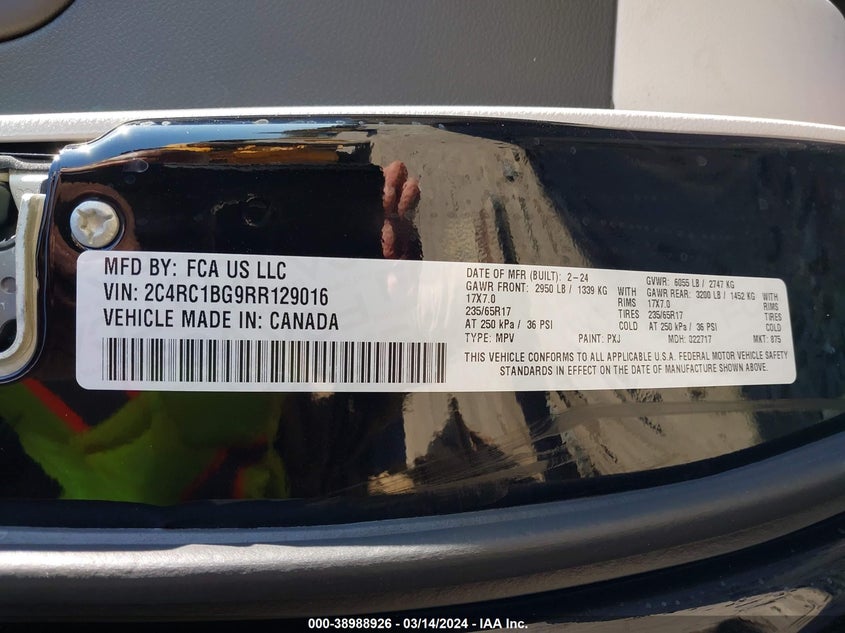 MFD BY: FCA US LLC
VIN: 2C4RC1BG9RR129016
VEHICLE MADE IN: CANADA
DATE OF MFR (BUILT): 2-24 GVWR: 6055 LB / 2747 KG
GAWR FRONT: 2950 LB / 1339 KG WITH GAWR REAR: 3200 LB / 1452 KG WITH
17X7.0 RIMS 17X7.0 RIMS
235/65R17 TIRES 235/65R17 TIRES
AT 250 kPa / 36 PSI COLD AT 250 kPa / 36 PSI COLD
TYPE: MPV PAINT: PXJ MDH: 022717 MKT: 875
THIS VEHICLE CONFORMS TO ALL APPLICABLE U.S.A. FEDERAL MOTOR VEHICLE SAFETY
STANDARDS IN EFFECT ON THE DATE OF MANUFACTURE SHOWN ABOVE.
000-38988926 - 03/14/2024 - IAA Inc.